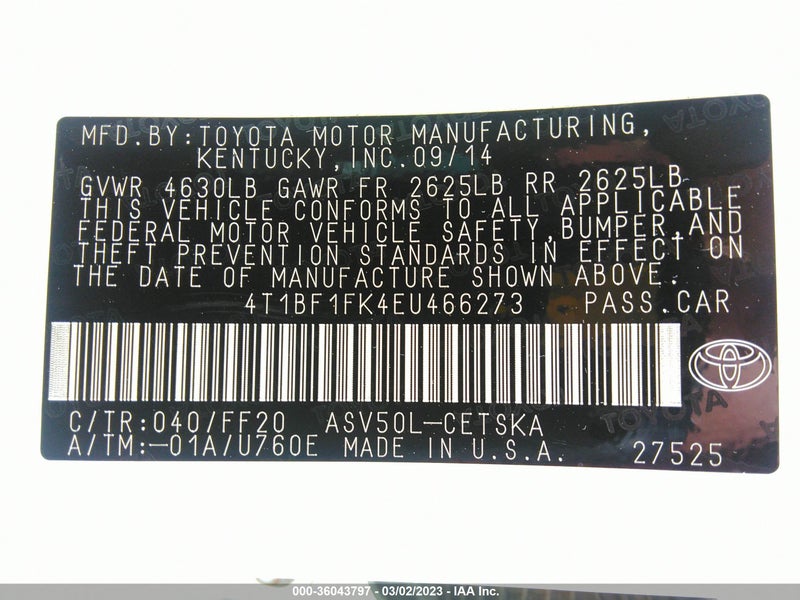 MFD.BY:TOYOTA MOTOR MANUFACTURING,
KENTUCKY,INC.09/14
GVWR 4630LB GAWR FR 2625LB RR 2625LB
THIS VEHICLE CONFORMS TO ALL APPLICABLE
FEDERAL MOTOR VEHICLE SAFETY,BUMPER,AND
THEFT PREVENTION STANDARDS IN EFFECT ON
THE DATE OF MANUFACTURE SHOWN ABOVE.
4T1BF1FK4EU466273 PASS.CAR
C/TR:040/FF20 ASV50L-CETSKA
A/TM:-01A/U760E MADE IN U.S.A. 27525
TOYOTA
000-36043797 - 03/02/2023 - IAA Inc.